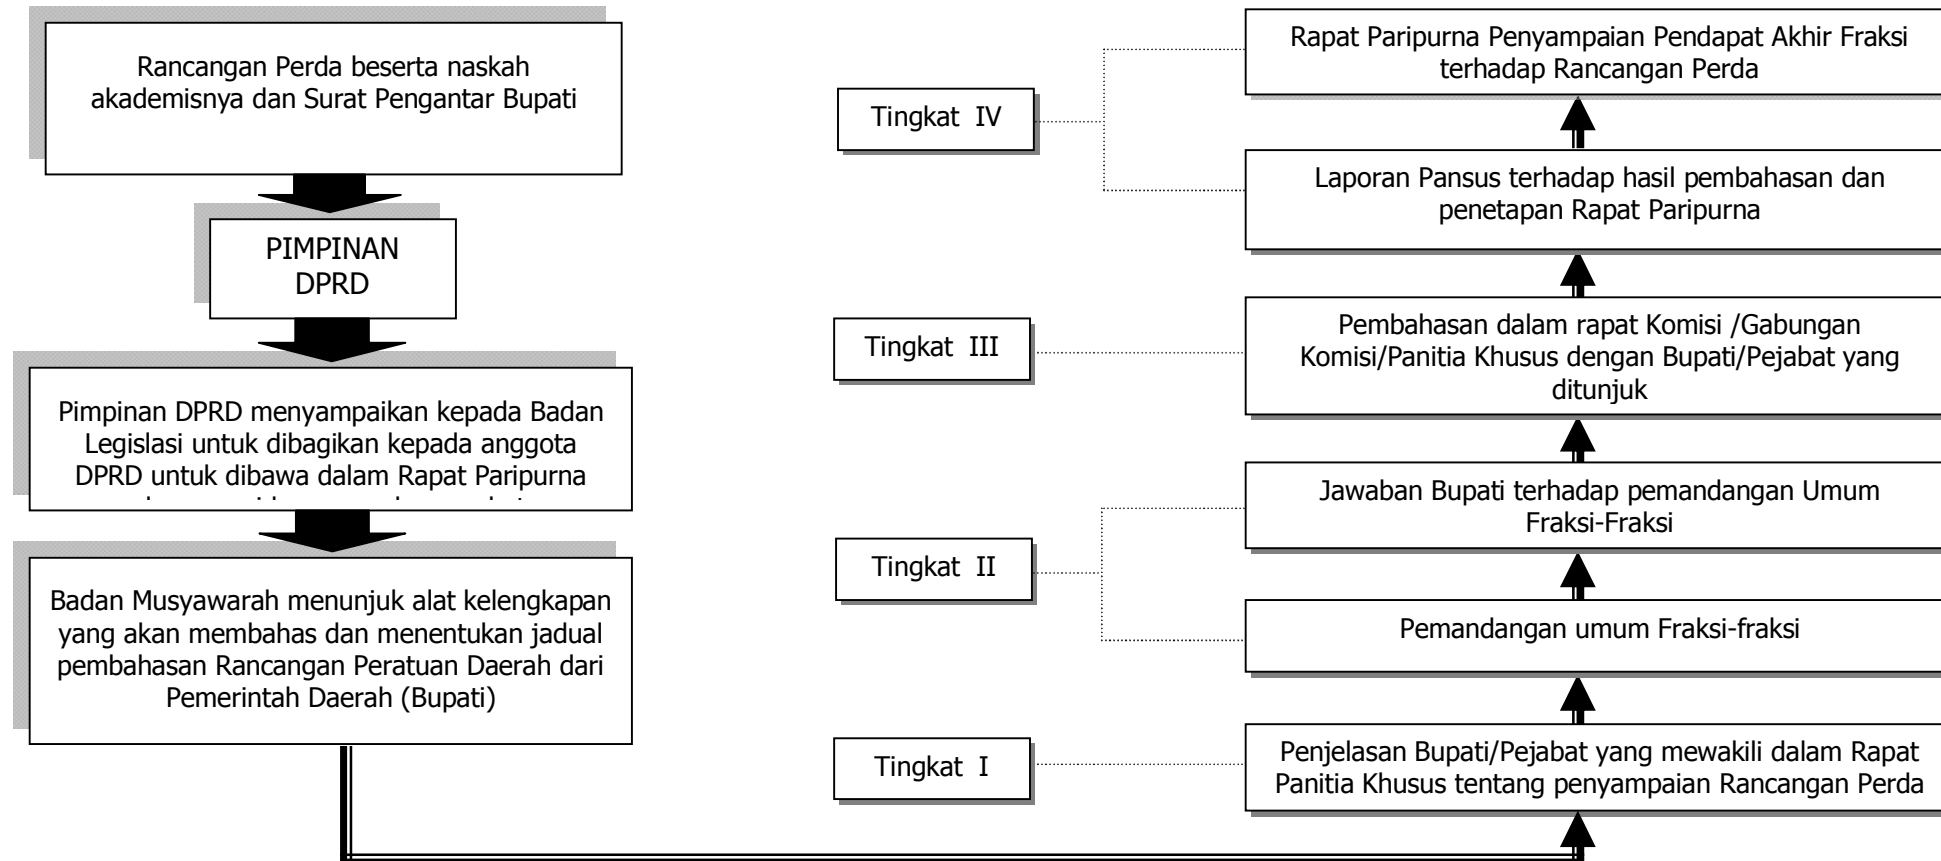 Rancangan Perda beserta naskah
akademisnya dan Surat Pengantar Bupati
PIMPINAN
DPRD
Pimpinan DPRD menyampaikan kepada Badan
Legislasi untuk dibagikan kepada anggota
DPRD untuk dibawa dalam Rapat Paripurna
Badan Musyawarah menunjuk alat kelengkapan
yang akan membahas dan menentukan jadual
pembahasan Rancangan Peratuan Daerah dari
Pemerintah Daerah (Bupati)
Tingkat IV
Rapat Paripurna Penyampaian Pendapat Akhir Fraksi
terhadap Rancangan Perda
Laporan Pansus terhadap hasil pembahasan dan
penetapan Rapat Paripurna
Tingkat III
Pembahasan dalam rapat Komisi /Gabungan
Komisi/Panitia Khusus dengan Bupati/Pejabat yang
ditunjuk
Tingkat II
Jawaban Bupati terhadap pemandangan Umum
Fraksi-Fraksi
Pemandangan umum Fraksi-fraksi
Tingkat I
Penjelasan Bupati/Pejabat yang mewakili dalam Rapat
Panitia Khusus tentang penyampaian Rancangan Perda